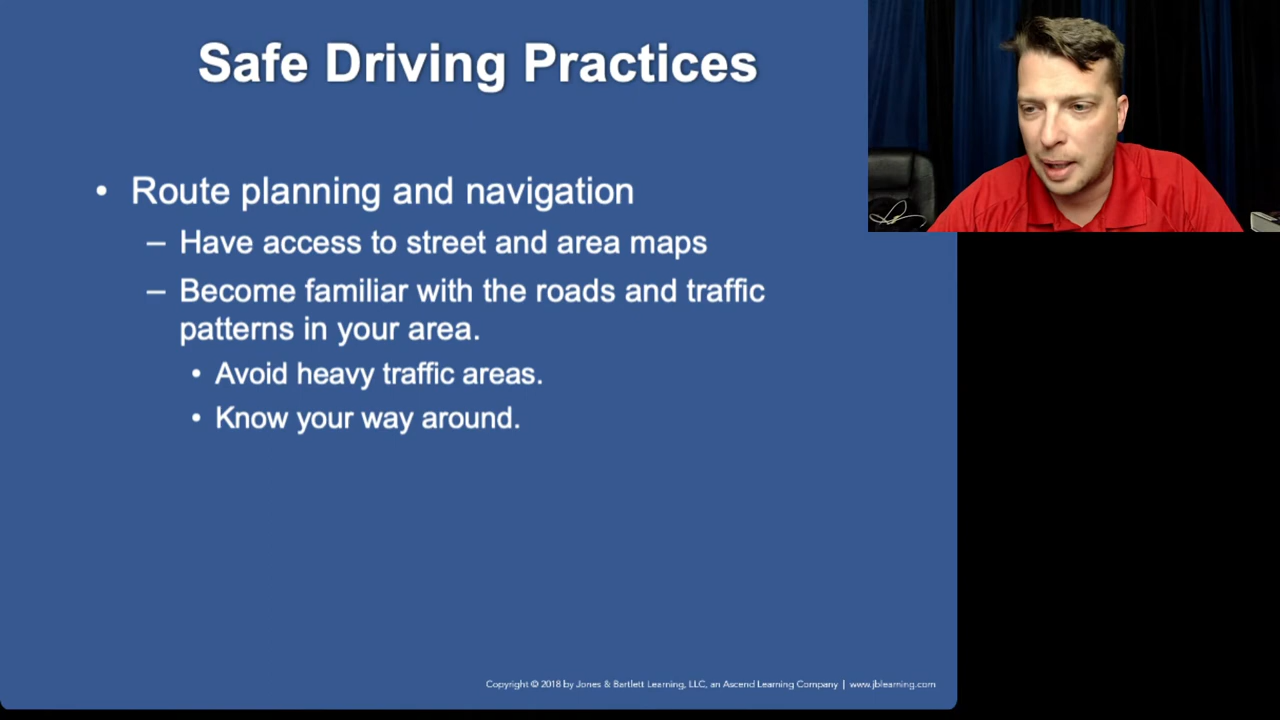 Safe Driving Practices
• Route planning and navigation
– Have access to street and area maps
– Become familiar with the roads and traffic
patterns in your area.
• Avoid heavy traffic areas.
• Know your way around.
Copyright © 2018 by Jones & Bartlett Learning, LLC, an Ascend Learning Company | www.jblearning.com